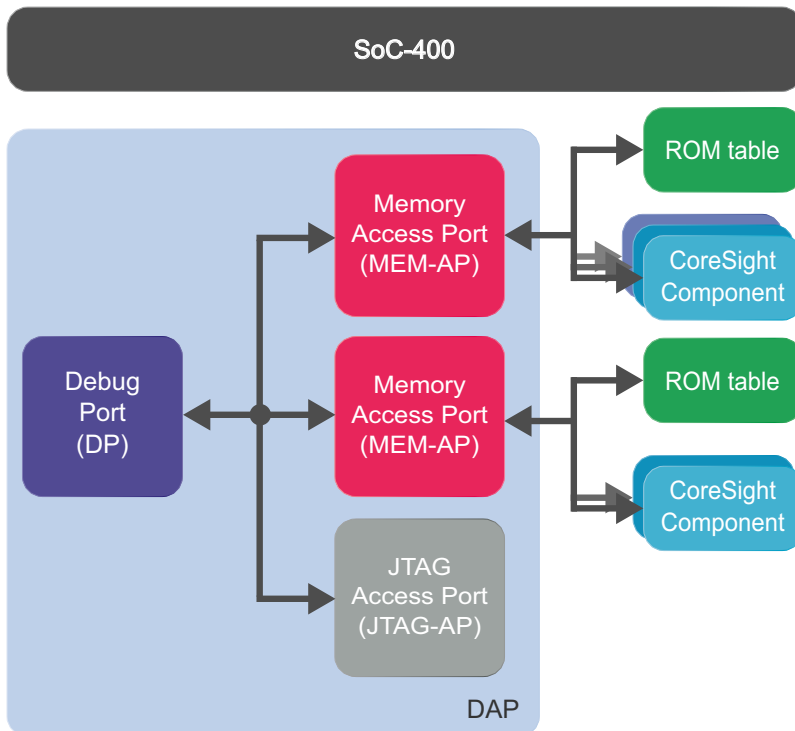 SoC-400
Memory
Access Port
(MEM-AP)
ROM table
CoreSight
Component
Debug
Port
(DP)
Memory
Access Port
(MEM-AP)
ROM table
CoreSight
Component
JTAG
Access Port
(JTAG-AP)
DAP